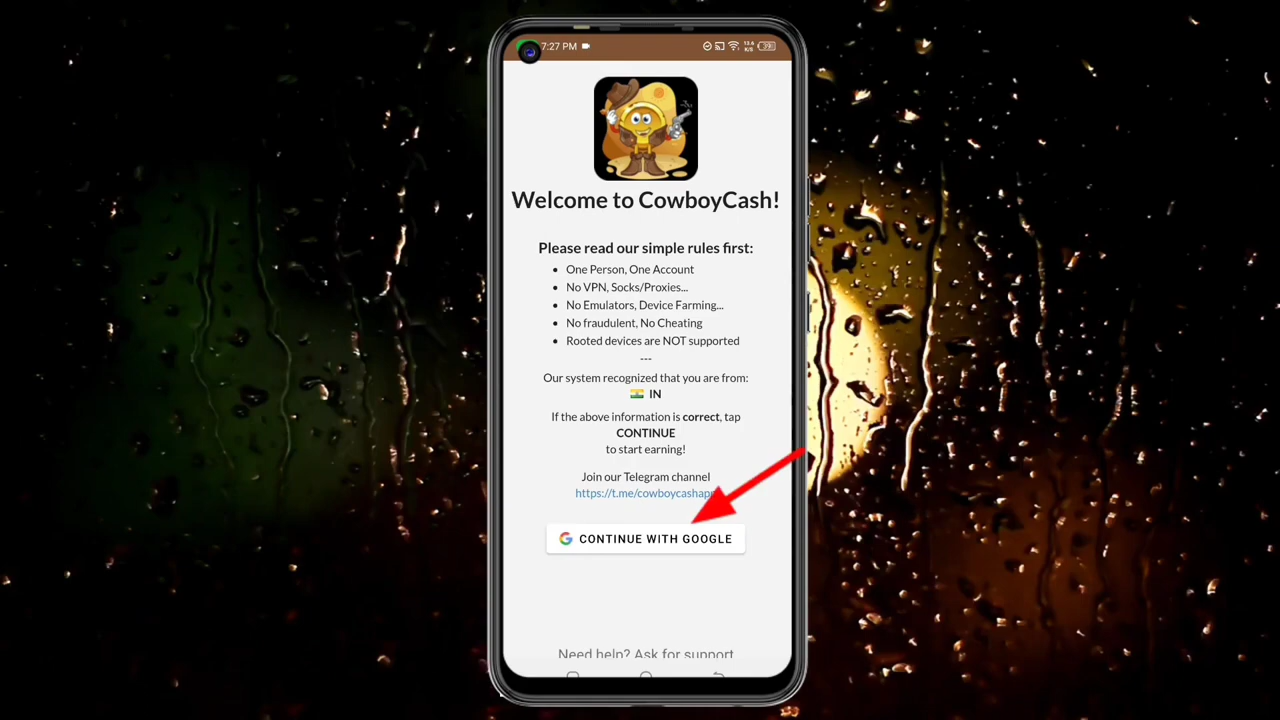 7:27 PM
13.6
K/S
Welcome to CowboyCash!
Please read our simple rules first:
• One Person, One Account
• No VPN, Socks/Proxies...
• No Emulators, Device Farming...
• No fraudulent, No Cheating
• Rooted devices are NOT supported
---
Our system recognized that you are from:
IN
If the above information is correct, tap
CONTINUE
to start earning!
Join our Telegram channel
https://t.me/cowboycashapp
CONTINUE WITH GOOGLE
Need help? Ask for support